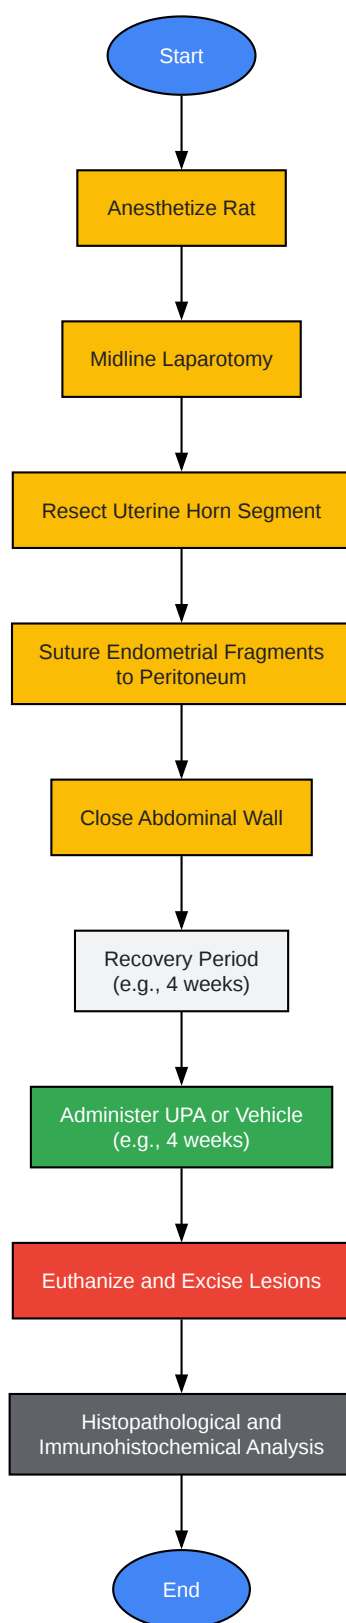 Start
Anesthetize Rat
Midline Laparotomy
Resect Uterine Horn Segment
Suture Endometrial Fragments
to Peritoneum
Close Abdominal Wall
Recovery Period
(e.g., 4 weeks)
Administer UPA or Vehicle
(e.g., 4 weeks)
Euthanize and Excise Lesions
Histopathological and
Immunohistochemical Analysis
End